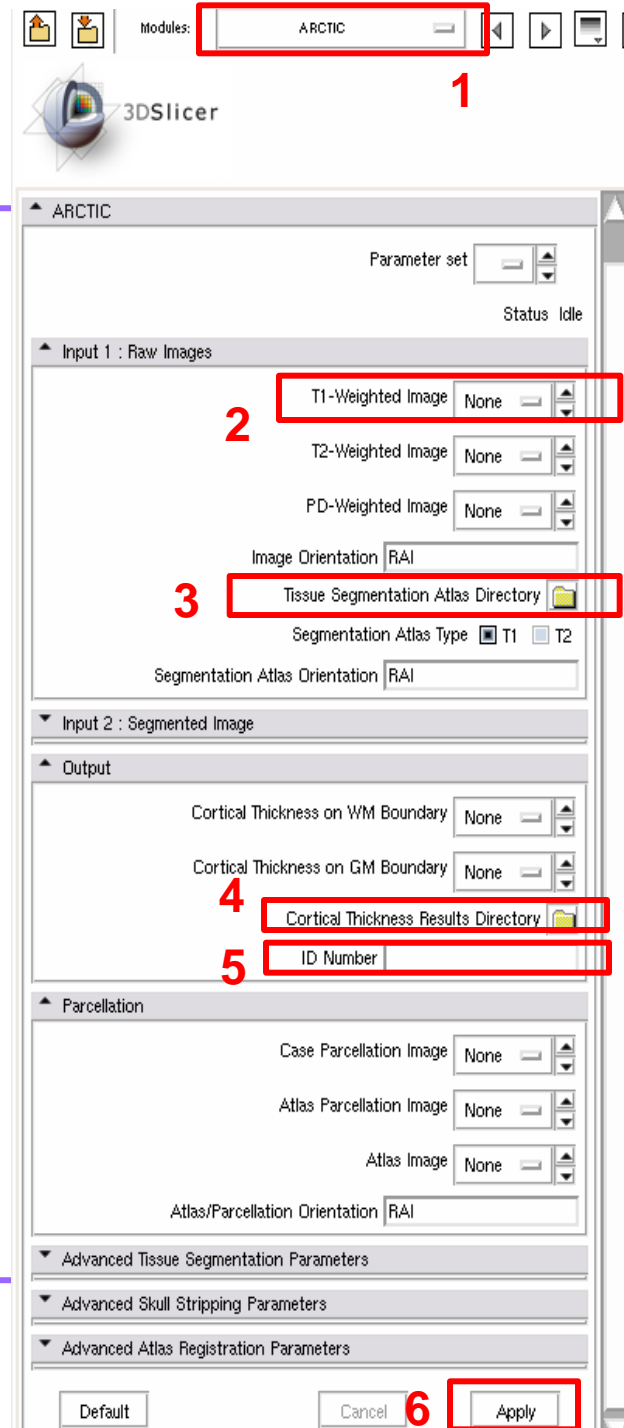 Modules: ARCTIC
1
3DSlicer
ARCTIC
Parameter set
Status Idle
Input 1 : Raw Images
T1-Weighted Image None
2
T2-Weighted Image None
PD-Weighted Image None
Image Orientation RAI
3 Tissue Segmentation Atlas Directory
Segmentation Atlas Type T1 T2
Segmentation Atlas Orientation RAI
Input 2 : Segmented Image
Output
Cortical Thickness on WM Boundary None
Cortical Thickness on GM Boundary None
4
Cortical Thickness Results Directory
5 ID Number
Parcellation
Case Parcellation Image None
Atlas Parcellation Image None
Atlas Image None
Atlas/Parcellation Orientation RAI
Advanced Tissue Segmentation Parameters
Advanced Skull Stripping Parameters
Advanced Atlas Registration Parameters
Default Cancel 6 Apply